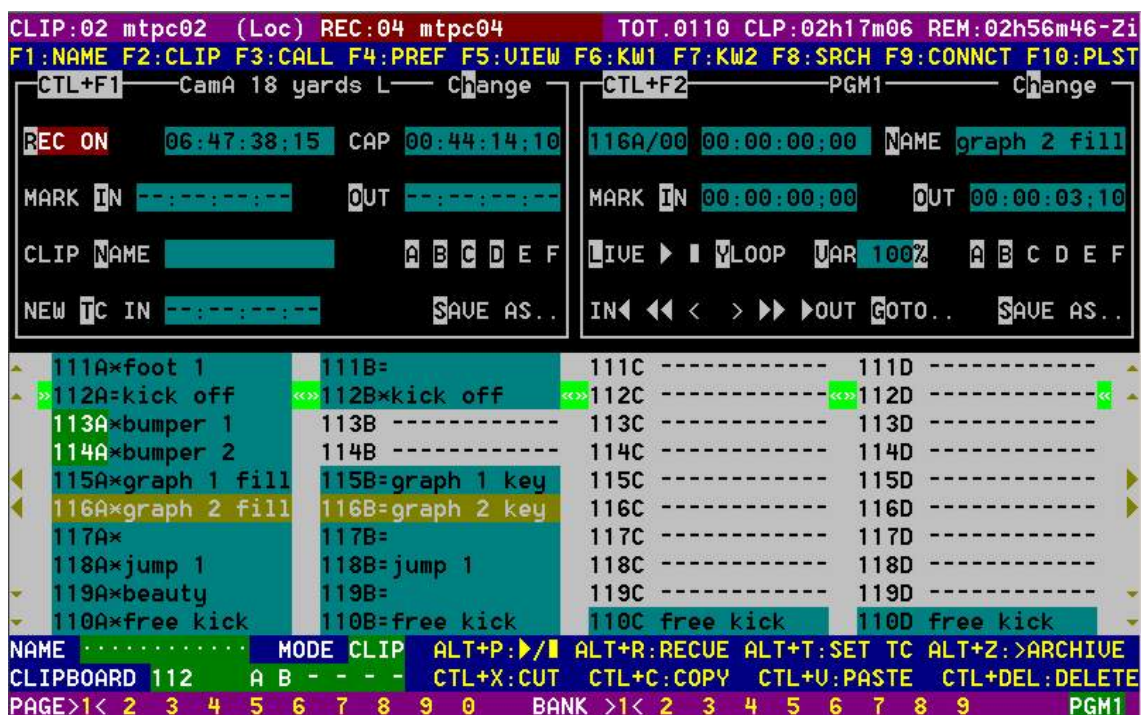 CLIP:02 mtpc02 (Loc) REC:04 mtpc04 TOT.0110 CLP:02h17m06 REM:02h56m46-Zi
F1:NAME F2:CLIP F3:CALL F4:PREF F5:VIEW F6:KW1 F7:KW2 F8:SRCH F9:CONNCT F10:PLST
CTL+F1 CamA 18 yards L Change CTL+F2 PGM1 Change
REC ON 06:47:38:15 CAP 00:44:14;10 116A/00 00:00:00;00 NAME graph 2 fill
MARK IN --:--:--:-- OUT --:--:--:-- MARK IN 00:00:00;00 OUT 00:00:03;10
CLIP NAME A B C D E F LIVE ▶ ▮ YLOOP VAR 100% A B C D E F
NEW TC IN --:--:--:-- SAVE AS.. IN◀ ◀◀ < > ▶▶ ▶OUT GOTO.. SAVE AS..
111A*foot 1 111B= 111C ------------ 111D ------------
»112A=kick off «»112B*kick off «»112C ------------ «»112D ------------ «
113A*bumper 1 113B ------------ 113C ------------ 113D ------------
114A*bumper 2 114B ------------ 114C ------------ 114D ------------
115A*graph 1 fill 115B=graph 1 key 115C ------------ 115D ------------
116A*graph 2 fill 116B=graph 2 key 116C ------------ 116D ------------
117A* 117B= 117C ------------ 117D ------------
118A*jump 1 118B=jump 1 118C ------------ 118D ------------
119A*beauty 119B= 119C ------------ 119D ------------
110A*free kick 110B=free kick 110C free kick 110D free kick
NAME ············ MODE CLIP ALT+P:▶/▮ ALT+R:RECUE ALT+T:SET TC ALT+Z:>ARCHIVE
CLIPBOARD 112 A B - - - - CTL+X:CUT CTL+C:COPY CTL+V:PASTE CTL+DEL:DELETE
PAGE>1< 2 3 4 5 6 7 8 9 0 BANK >1< 2 3 4 5 6 7 8 9 PGM1